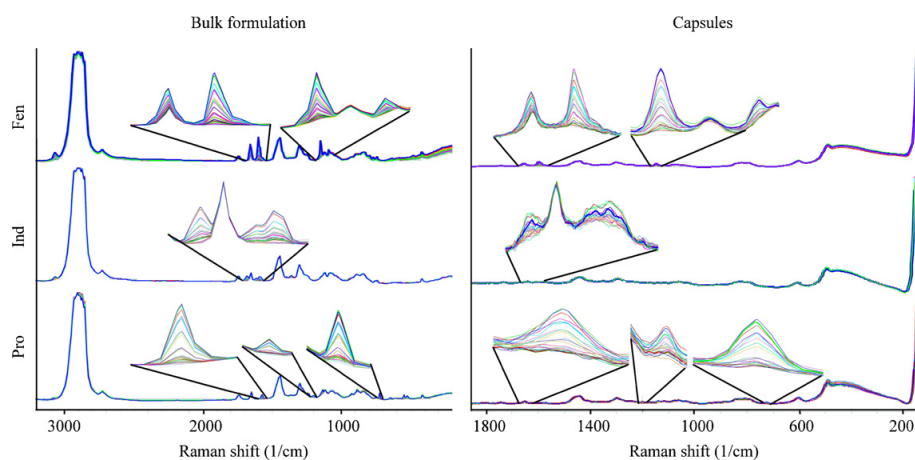 Bulk formulation
Capsules
Fen
Ind
Pro
3200
2000
1000
1800
1400
1000
600
200
Raman shift (1/cm)
Raman shift (1/cm)